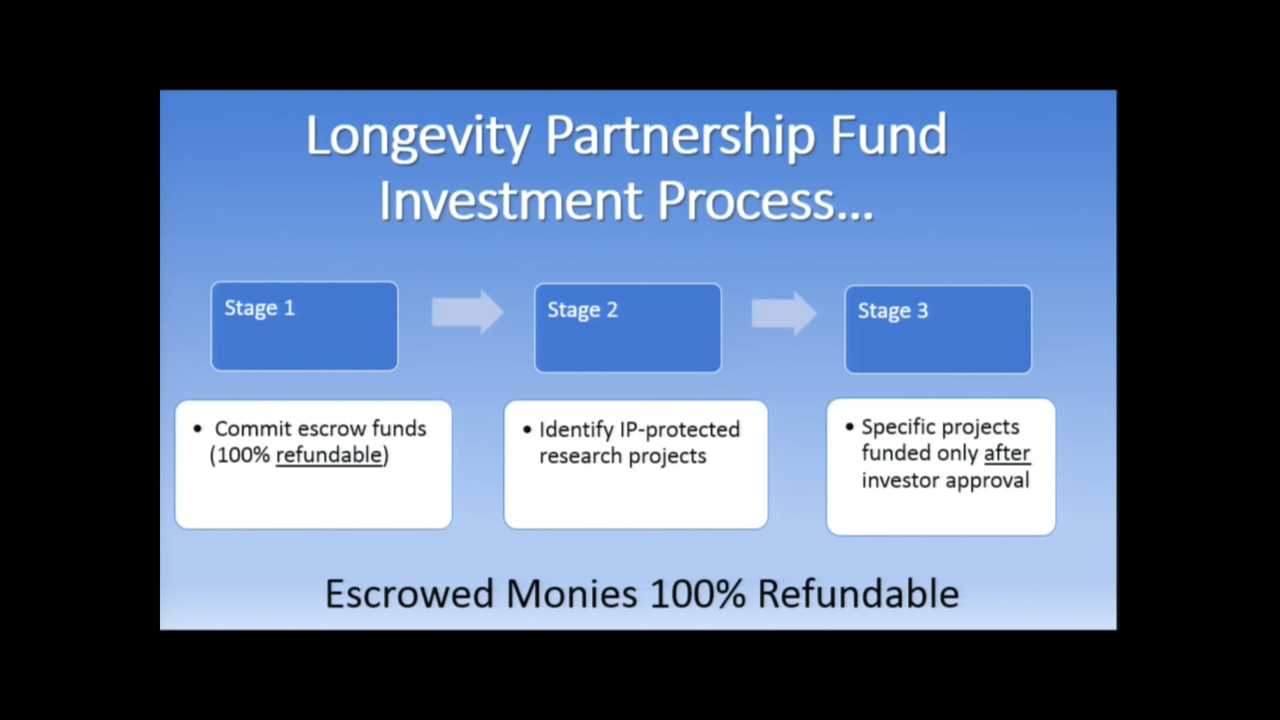 Longevity Partnership Fund
Investment Process...
Stage 1
Stage 2
Stage 3
• Commit escrow funds
(100% refundable)
• Identify IP-protected
research projects
• Specific projects
funded only after
investor approval
Escrowed Monies 100% Refundable